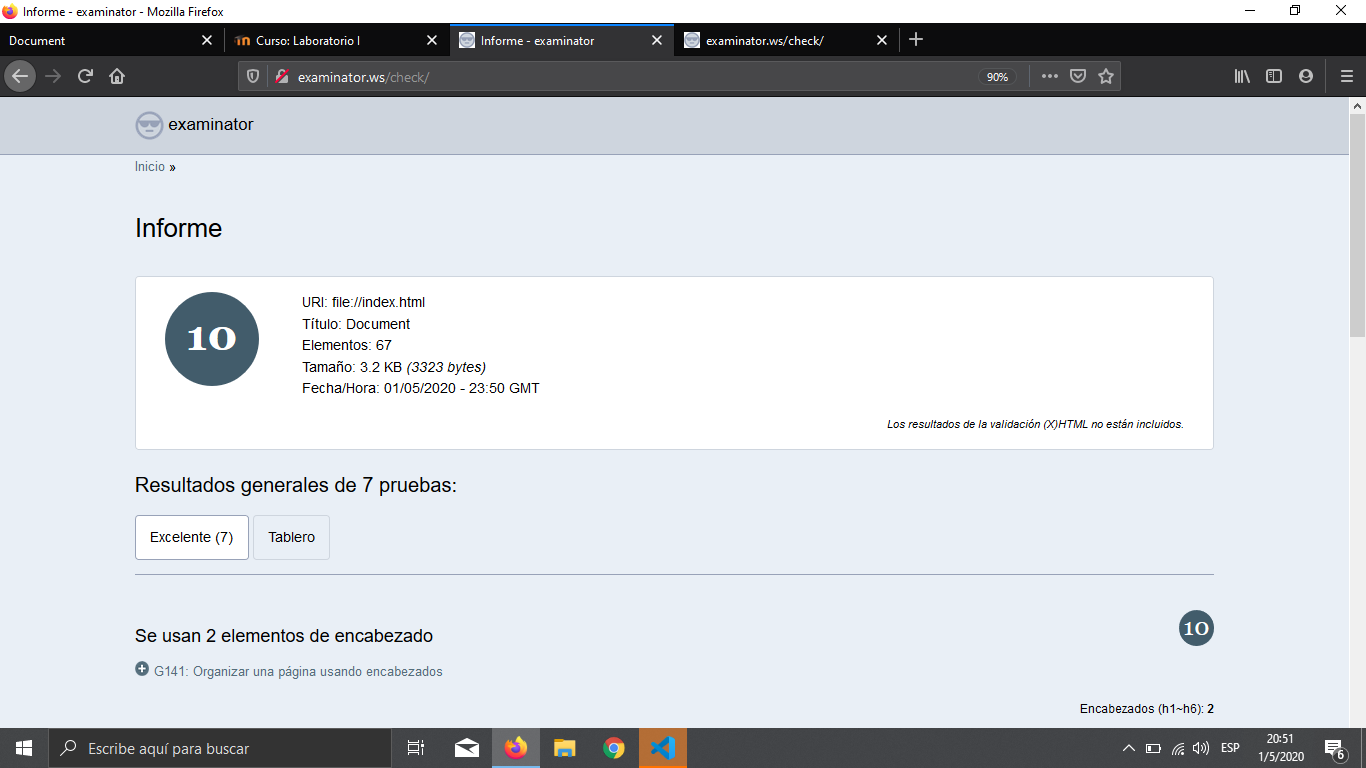 Informe - examinator - Mozilla Firefox
Document
Curso: Laboratorio I
Informe - examinator
examinator.ws/check/
examinator.ws/check/
90%
examinator
Inicio »
Informe
10
URI: file://index.html
Título: Document
Elementos: 67
Tamaño: 3.2 KB (3323 bytes)
Fecha/Hora: 01/05/2020 - 23:50 GMT
Los resultados de la validación (X)HTML no están incluidos.
Resultados generales de 7 pruebas:
Excelente (7)
Tablero
Se usan 2 elementos de encabezado
10
G141: Organizar una página usando encabezados
Encabezados (h1~h6): 2
Escribe aquí para buscar
ESP
20:51
1/5/2020
6